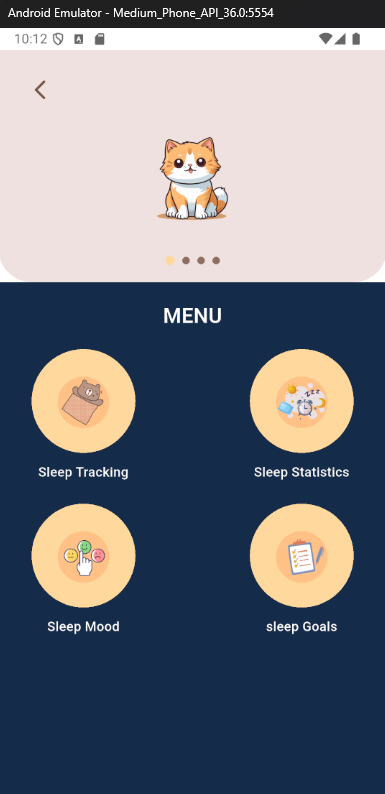 Android Emulator - Medium_Phone_API_36.0:5554
10:12
MENU
Sleep Tracking
Sleep Statistics
Sleep Mood
sleep Goals